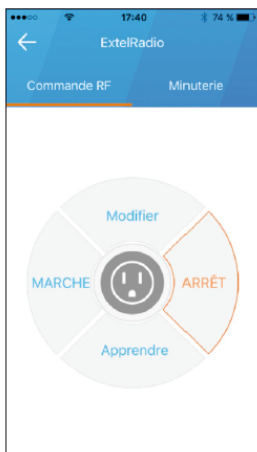 17:40 74 %
ExtelRadio
Commande RF Minuterie
Modifier
MARCHE ARRÊT
Apprendre